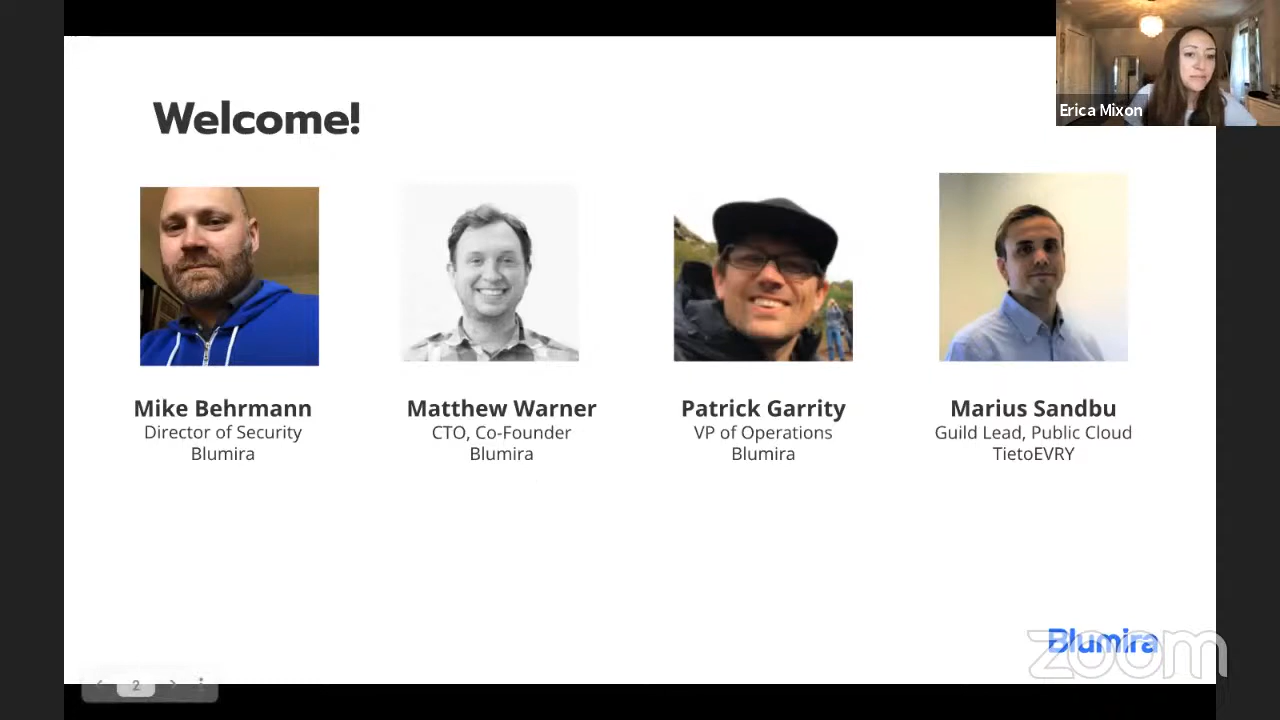 Erica Mixon
Welcome!
Mike Behrmann
Director of Security
Blumira
Matthew Warner
CTO, Co-Founder
Blumira
Patrick Garrity
VP of Operations
Blumira
Marius Sandbu
Guild Lead, Public Cloud
TietoEVRY
Blumira
zoom
2